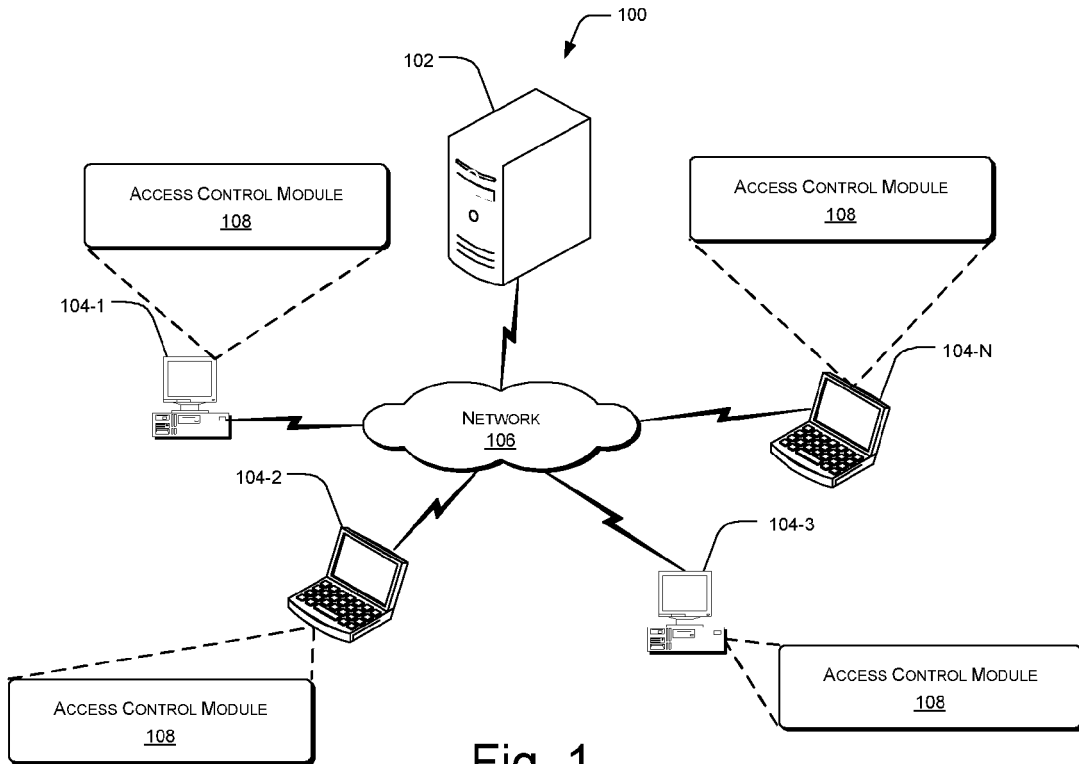 100
102
ACCESS CONTROL MODULE
108
ACCESS CONTROL MODULE
108
104-1
104-N
NETWORK
106
104-2
104-3
ACCESS CONTROL MODULE
108
ACCESS CONTROL MODULE
108
Fig. 1